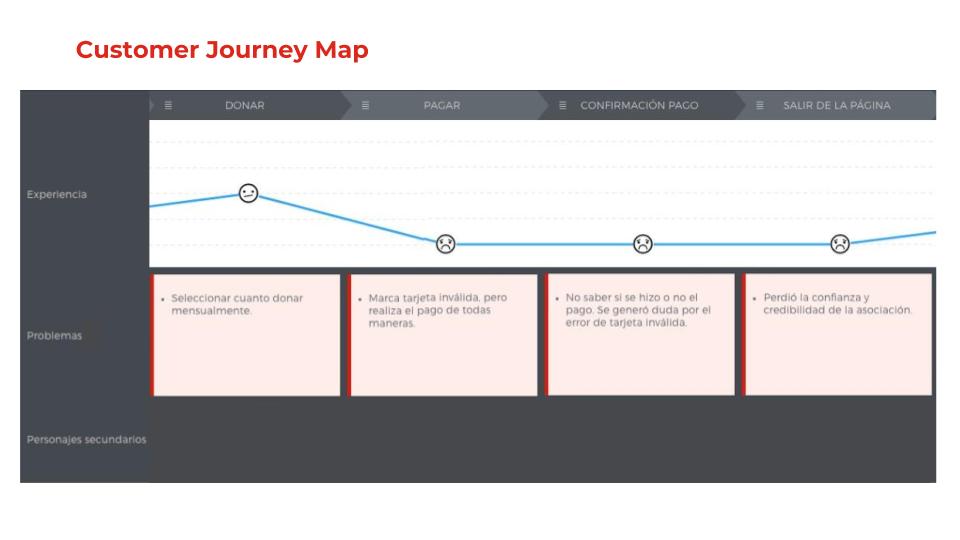 Customer Journey Map
DONAR
PAGAR
CONFIRMACIÓN PAGO
SALIR DE LA PÁGINA
Experiencia
Problemas
• Seleccionar cuanto donar
mensualmente.
• Marca tarjeta inválida, pero
realiza el pago de todas
maneras.
• No saber si se hizo o no el
pago. Se generó duda por el
error de tarjeta inválida.
• Perdió la confianza y
credibilidad de la asociación.
Personajes secundarios